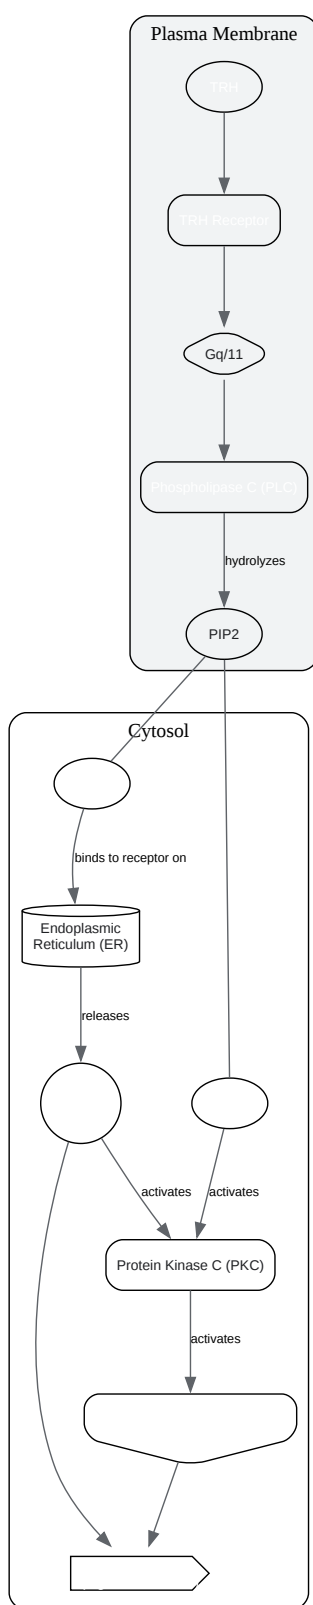 Plasma Membrane
TRH
TRH Receptor
Gq/11
Phospholipase C (PLC)
hydrolyzes
PIP2
Cytosol
binds to receptor on
Endoplasmic
Reticulum (ER)
releases
activates
activates
Protein Kinase C (PKC)
activates